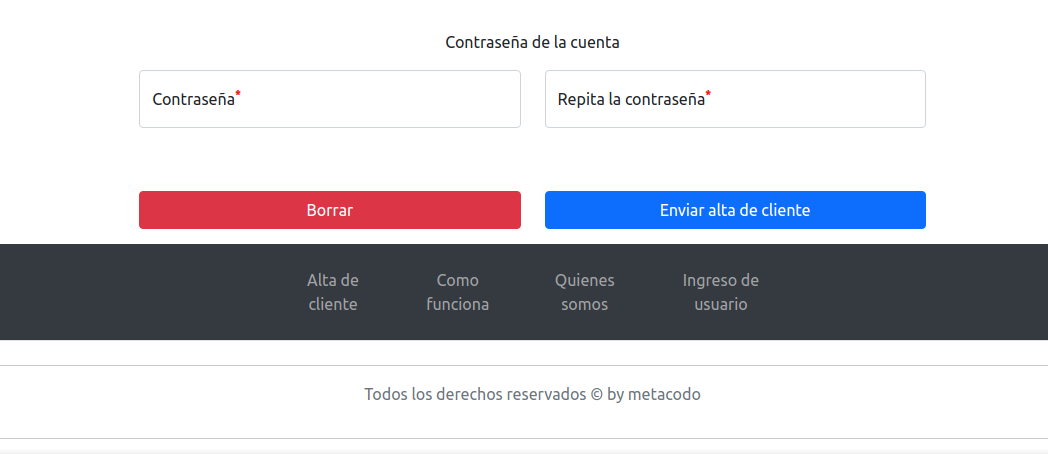 Contraseña de la cuenta
Contraseña*
Repita la contraseña*
Borrar
Enviar alta de cliente
Alta de
cliente
Como
funciona
Quienes
somos
Ingreso de
usuario
Todos los derechos reservados © by metacodo